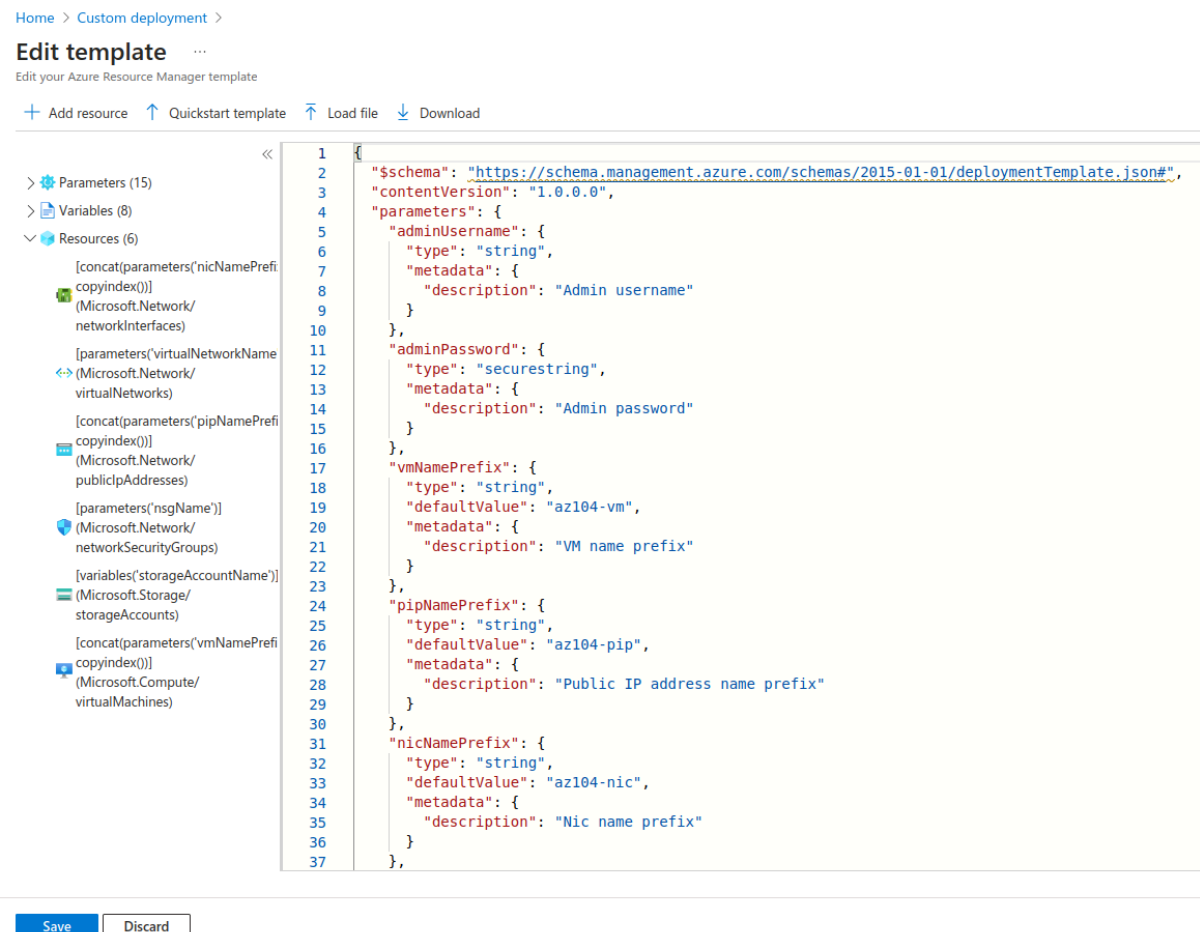 Home > Custom deployment >
Edit template ...
Edit your Azure Resource Manager template
Add resource Quickstart template Load file Download
Parameters (15)
Variables (8)
Resources (6)
[concat(parameters('nicNamePrefi
copyindex())]
(Microsoft.Network/
networkInterfaces)
[parameters('virtualNetworkName
(Microsoft.Network/
virtualNetworks)
[concat(parameters('pipNamePrefi
copyindex())]
(Microsoft.Network/
publicIpAddresses)
[parameters('nsgName')]
(Microsoft.Network/
networkSecurityGroups)
[variables('storageAccountName')]
(Microsoft.Storage/
storageAccounts)
[concat(parameters('vmNamePrefi
copyindex())]
(Microsoft.Compute/
virtualMachines)
1 {
2 "$schema": "https://schema.management.azure.com/schemas/2015-01-01/deploymentTemplate.json#",
3 "contentVersion": "1.0.0.0",
4 "parameters": {
5 "adminUsername": {
6 "type": "string",
7 "metadata": {
8 "description": "Admin username"
9 }
10 },
11 "adminPassword": {
12 "type": "securestring",
13 "metadata": {
14 "description": "Admin password"
15 }
16 },
17 "vmNamePrefix": {
18 "type": "string",
19 "defaultValue": "az104-vm",
20 "metadata": {
21 "description": "VM name prefix"
22 }
23 },
24 "pipNamePrefix": {
25 "type": "string",
26 "defaultValue": "az104-pip",
27 "metadata": {
28 "description": "Public IP address name prefix"
29 }
30 },
31 "nicNamePrefix": {
32 "type": "string",
33 "defaultValue": "az104-nic",
34 "metadata": {
35 "description": "Nic name prefix"
36 }
37 },
Save Discard